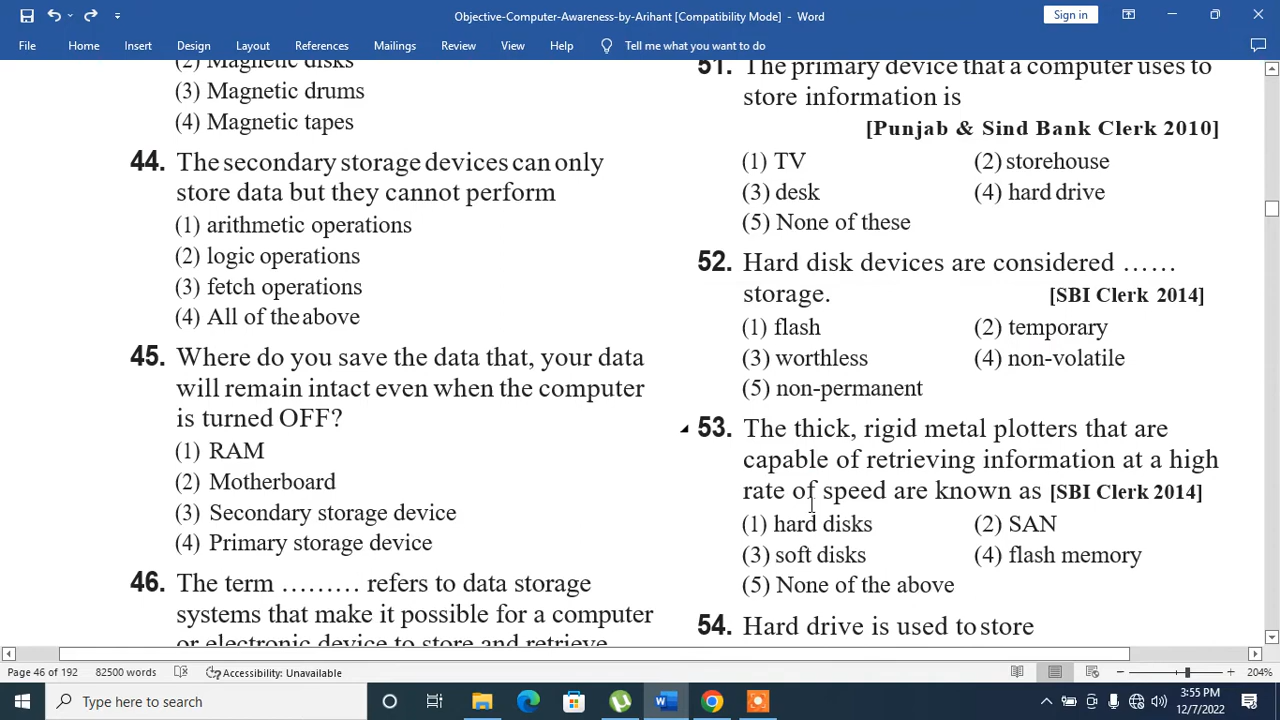 Objective-Computer-Awareness-by-Arihant [Compatibility Mode] - Word
Sign in
File Home Insert Design Layout References Mailings Review View Help Tell me what you want to do
(2) Magnetic disks
(3) Magnetic drums
(4) Magnetic tapes
44. The secondary storage devices can only
store data but they cannot perform
(1) arithmetic operations
(2) logic operations
(3) fetch operations
(4) All of the above
45. Where do you save the data that, your data
will remain intact even when the computer
is turned OFF?
(1) RAM
(2) Motherboard
(3) Secondary storage device
(4) Primary storage device
46. The term ……… refers to data storage
systems that make it possible for a computer
or electronic device to store and retrieve
51. The primary device that a computer uses to
store information is
[Punjab & Sind Bank Clerk 2010]
(1) TV (2) storehouse
(3) desk (4) hard drive
(5) None of these
52. Hard disk devices are considered ……
storage. [SBI Clerk 2014]
(1) flash (2) temporary
(3) worthless (4) non-volatile
(5) non-permanent
53. The thick, rigid metal plotters that are
capable of retrieving information at a high
rate of speed are known as [SBI Clerk 2014]
(1) hard disks (2) SAN
(3) soft disks (4) flash memory
(5) None of the above
54. Hard drive is used to store
Page 46 of 192 82500 words Accessibility: Unavailable 204%
Type here to search
3:55 PM
12/7/2022